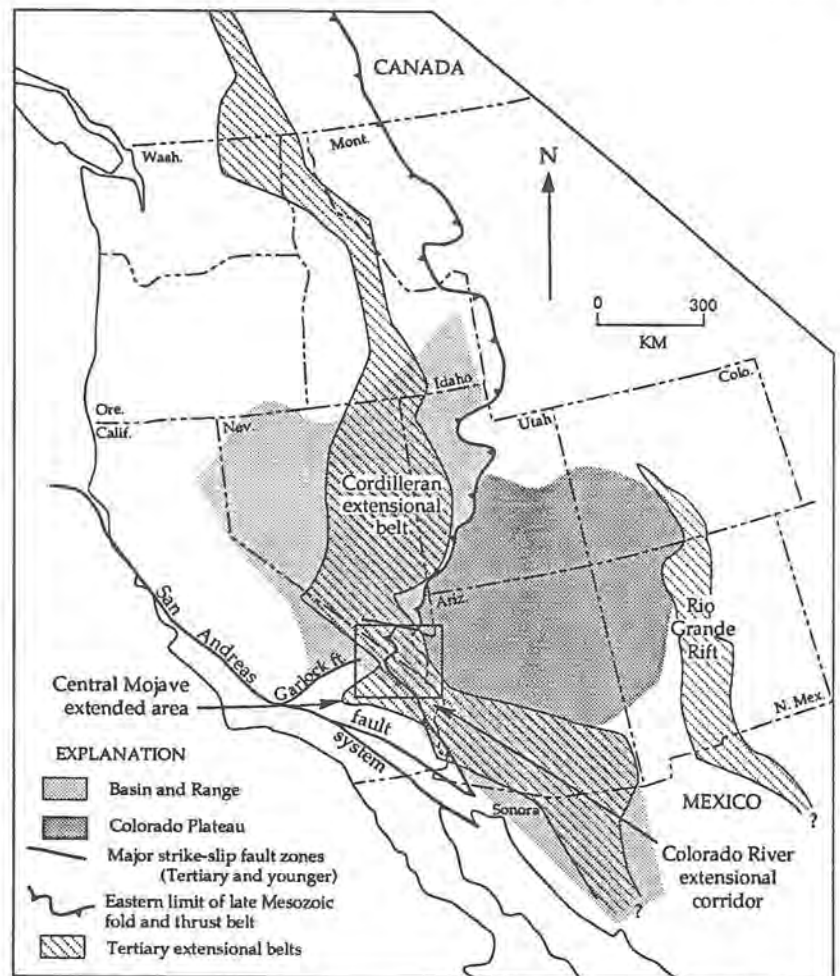 CANADA
Wash.
Mont.
N
0 300
KM
Ore.
Calif.
Nev.
Idaho
Utah
Colo.
Cordilleran
extensional
belt
Ariz.
San
Andreas
Garlock ft.
fault
system
Rio
Grande
Rift
N. Mex.
Central Mojave
extended area
MEXICO
?
Sonora
?
Colorado River
extensional
corridor
EXPLANATION
Basin and Range
Colorado Plateau
Major strike-slip fault zones
(Tertiary and younger)
Eastern limit of late Mesozoic
fold and thrust belt
Tertiary extensional belts